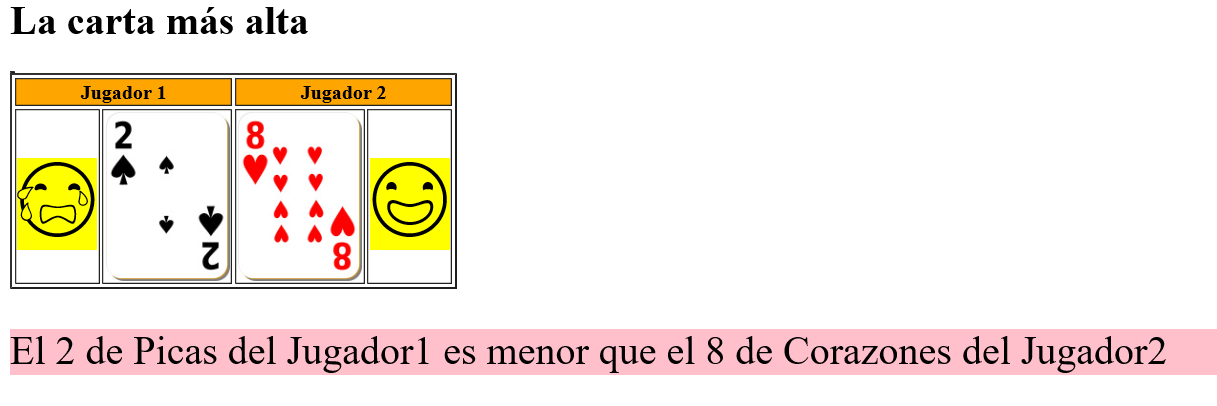 La carta más alta
Jugador 1 Jugador 2
2 8
2 8
El 2 de Picas del Jugador1 es menor que el 8 de Corazones del Jugador2